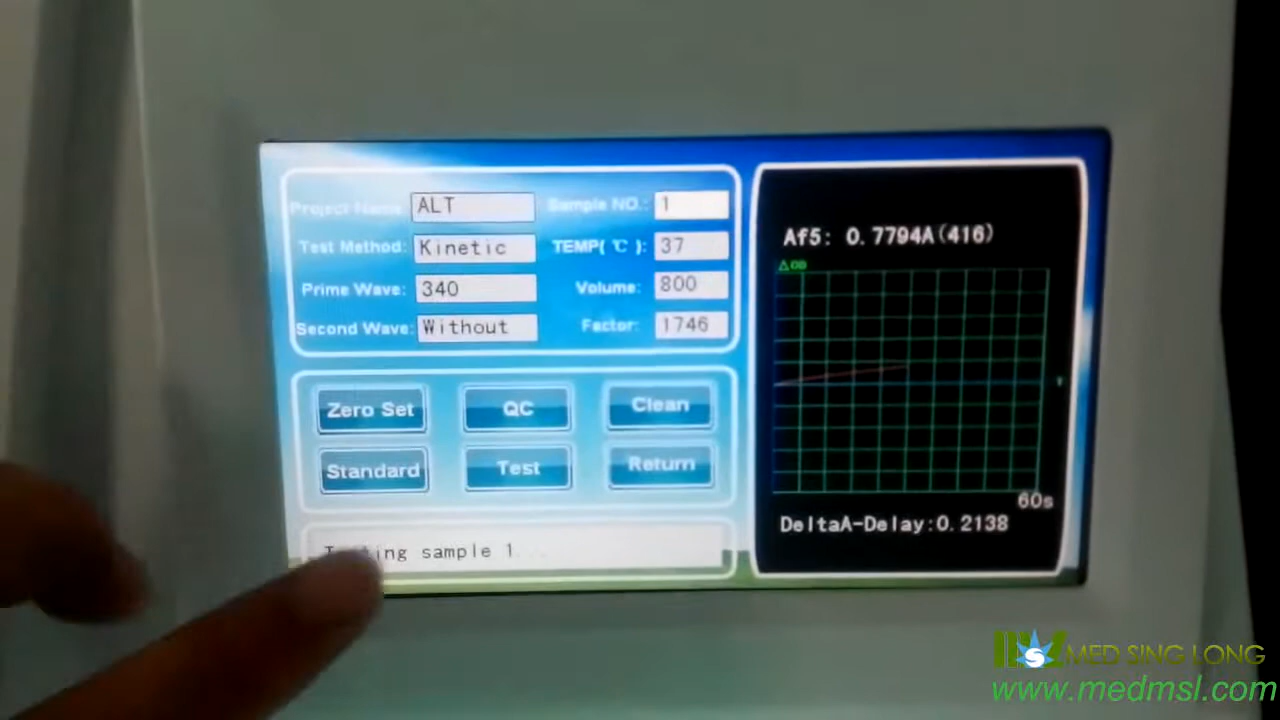 Project Name: ALT
Sample NO.: 1
Test Method: Kinetic
TEMP( ℃ ): 37
Prime Wave: 340
Volume: 800
Second Wave: Without
Factor: 1746
Zero Set
QC
Clean
Standard
Test
Return
Testing sample 1...
Af5: 0.7794A(416)
△OD
60s
DeltaA-Delay:0.2138
MED SING LONG
www.medmsl.com